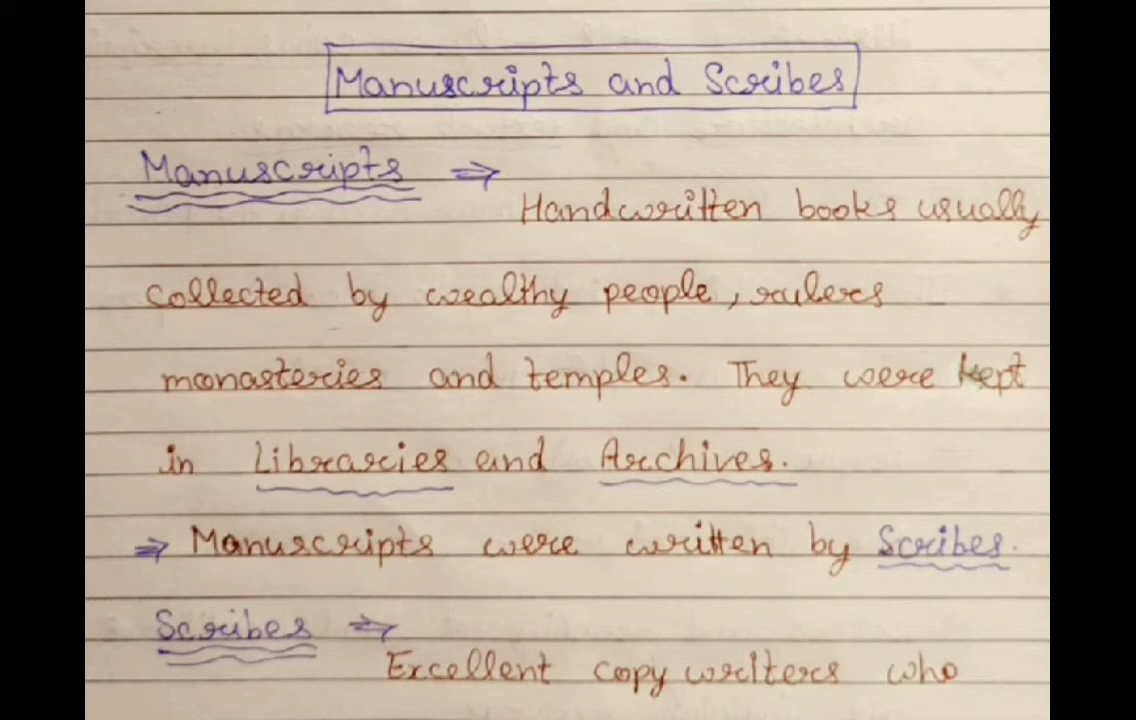 Manuscripts and Scribes
Manuscripts ⇒
Handwritten books usually
collected by wealthy people, rulers
monasteries and temples. They were kept
in Libraries and Archives.
⇒ Manuscripts were written by Scribes.
Scribes ⇒
Excellent copy writers who